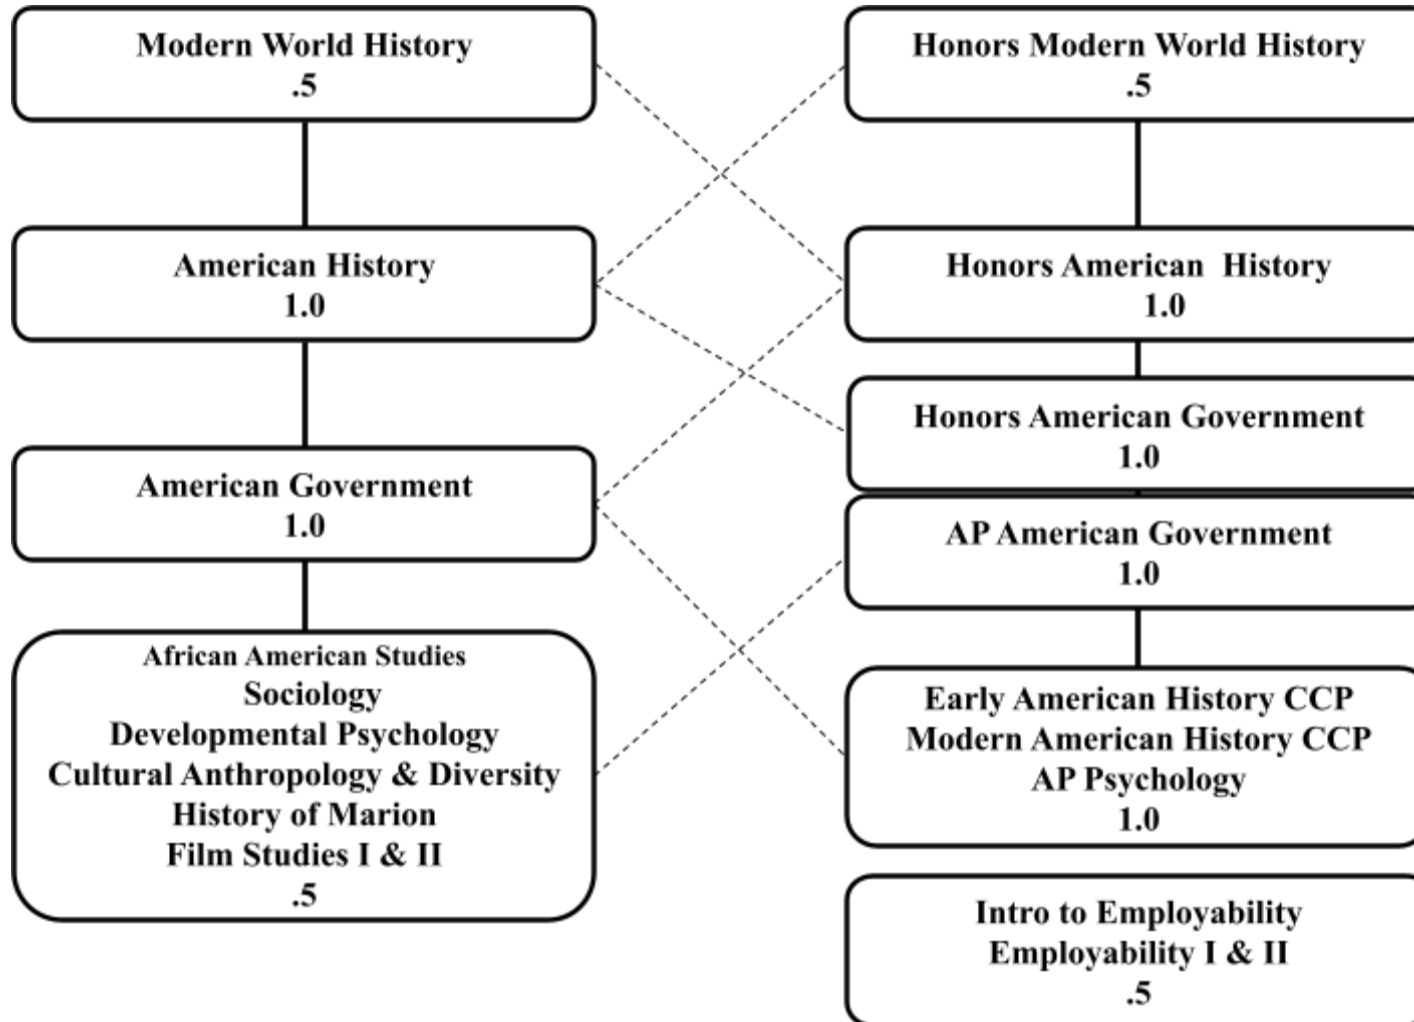 Modern World History
.5
American History
1.0
American Government
1.0
African American Studies
Sociology
Developmental Psychology
Cultural Anthropology & Diversity
History of Marion
Film Studies I & II
.5
Honors Modern World History
.5
Honors American  History
1.0
Honors American Government
1.0
AP American Government
1.0
Early American History CCP
Modern American History CCP
AP Psychology
1.0
Intro to Employability
Employability I & II
.5